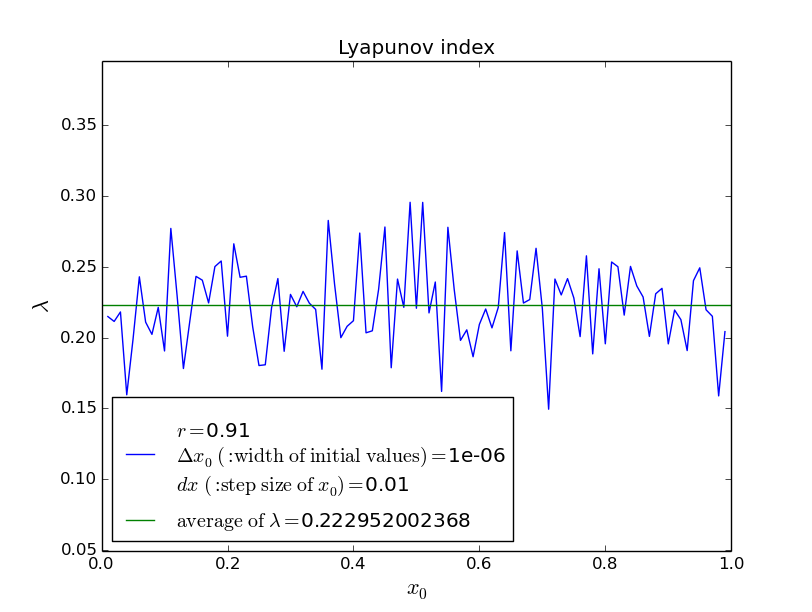 Lyapunov index
λ
0.35
0.30
0.25
0.20
0.15
0.10
0.05
r=0.91
Δx₀ (:width of initial values)=1e-06
dx (:step size of x₀)=0.01
average of λ=0.222952002368
0.0 0.2 0.4 0.6 0.8 1.0
x₀